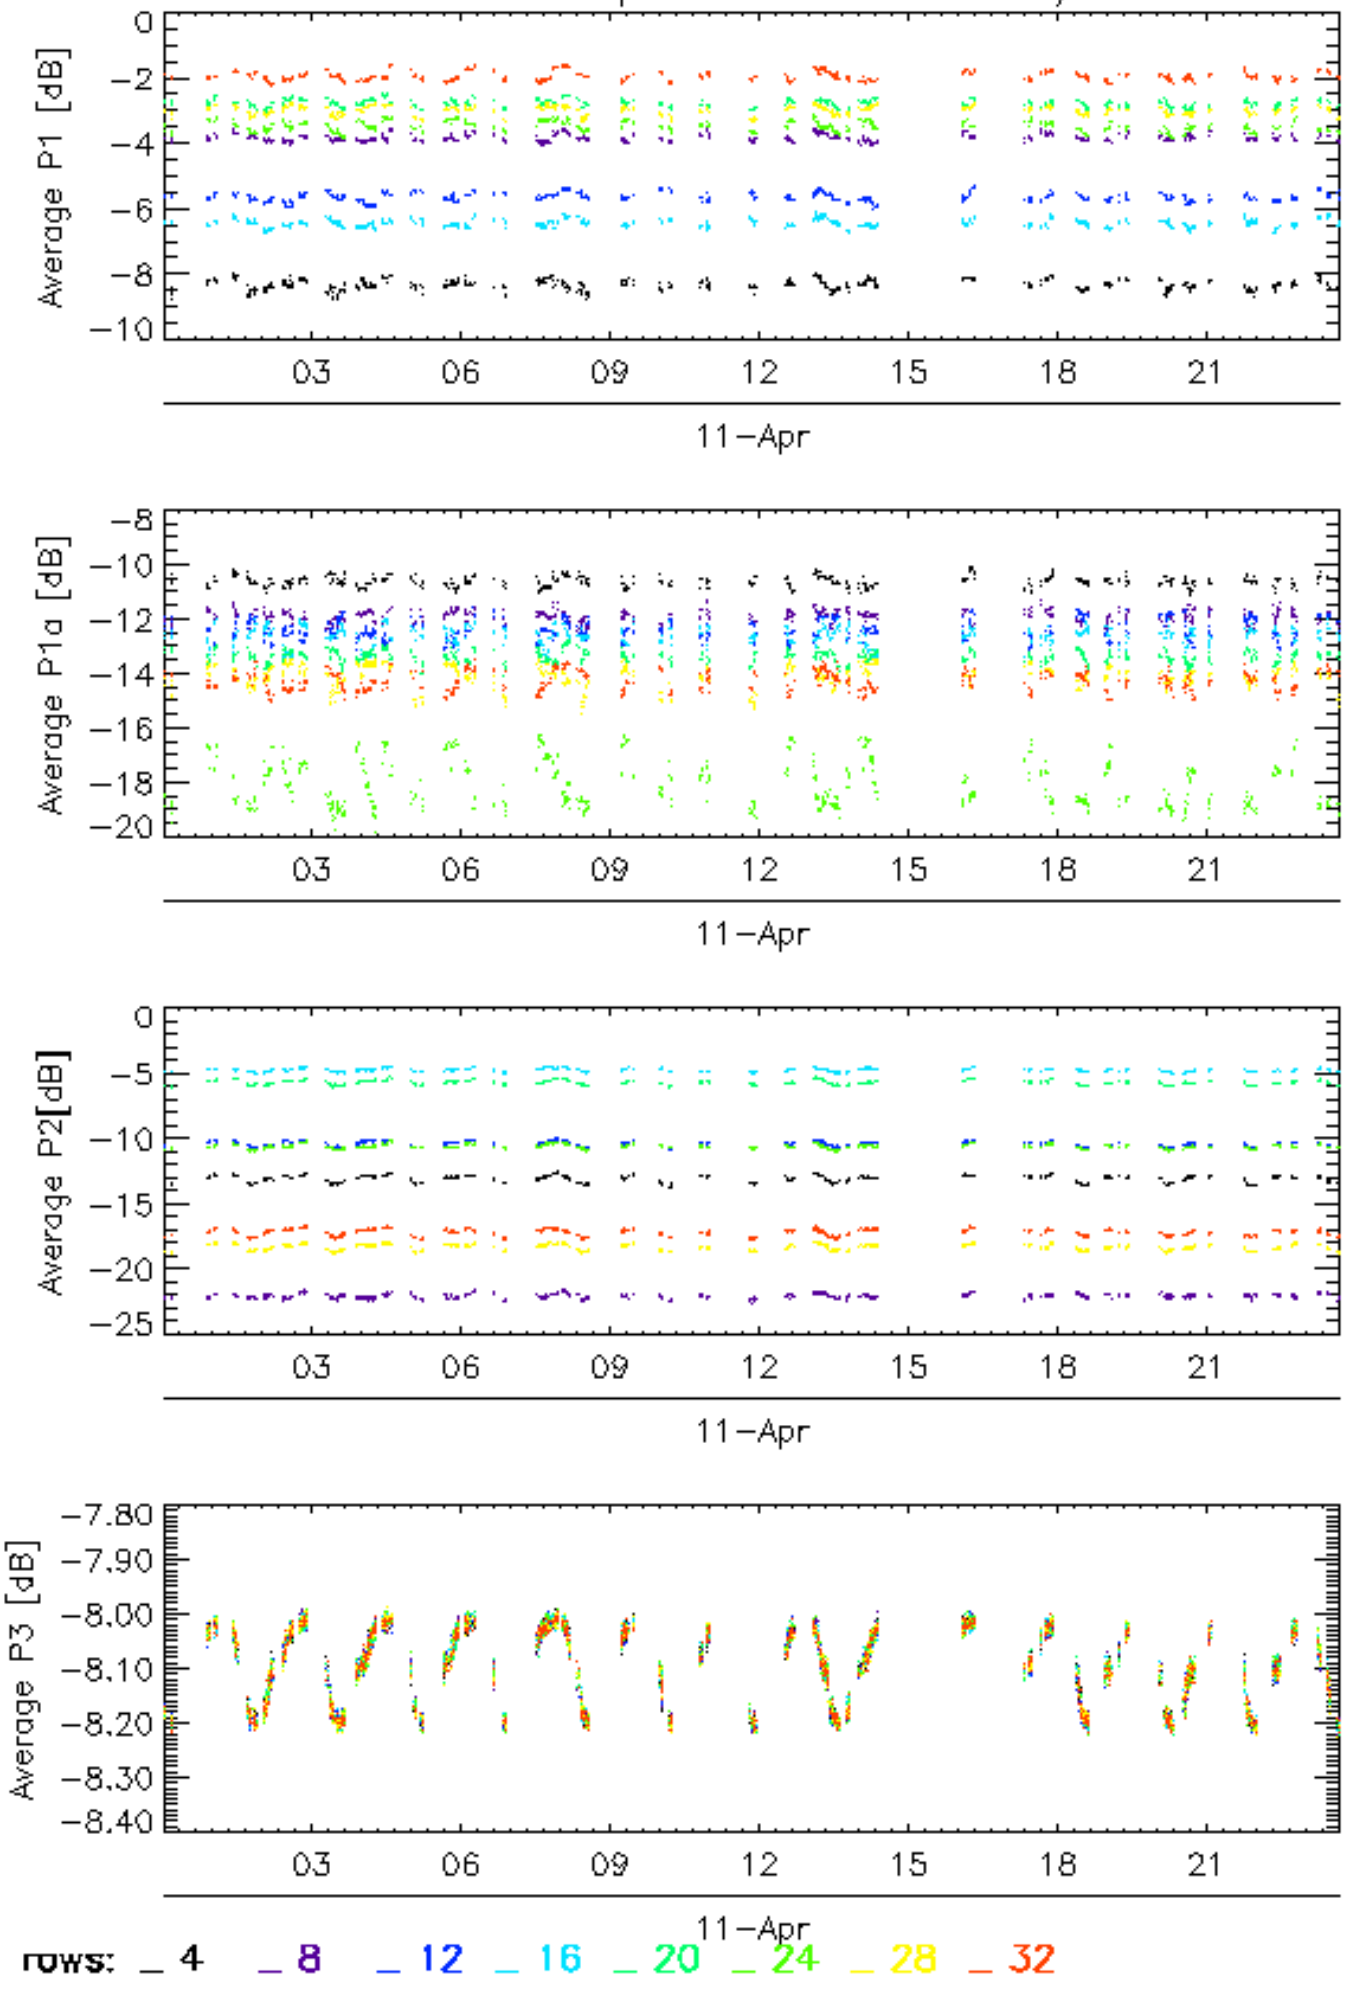 Average P1 [dB]
0
−2
−4
−6
−8
−10
03 06 09 12 15 18 21
11−Apr
Average P1a [dB]
−8
−10
−12
−14
−16
−18
−20
03 06 09 12 15 18 21
11−Apr
Average P2[dB]
0
−5
−10
−15
−20
−25
03 06 09 12 15 18 21
11−Apr
Average P3 [dB]
−7.80
−7.90
−8.00
−8.10
−8.20
−8.30
−8.40
03 06 09 12 15 18 21
11−Apr
rows: _ 4 _ 8 _ 12 _ 16 _ 20 _ 24 _ 28 _ 32